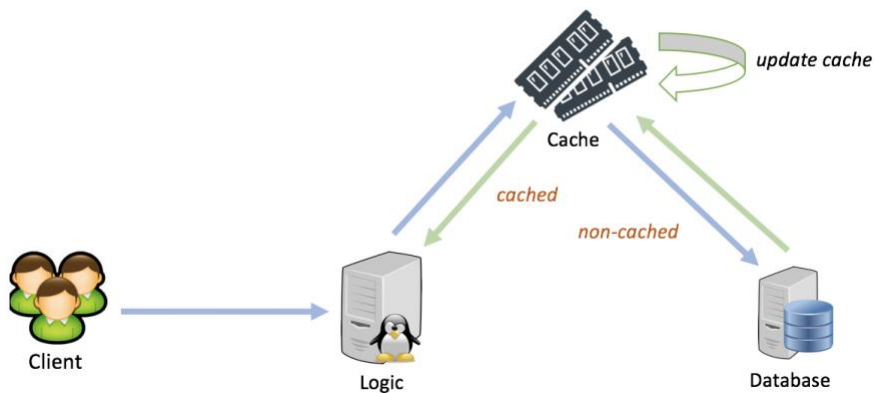 update cache
Cache
cached
non-cached
Client
Logic
Database